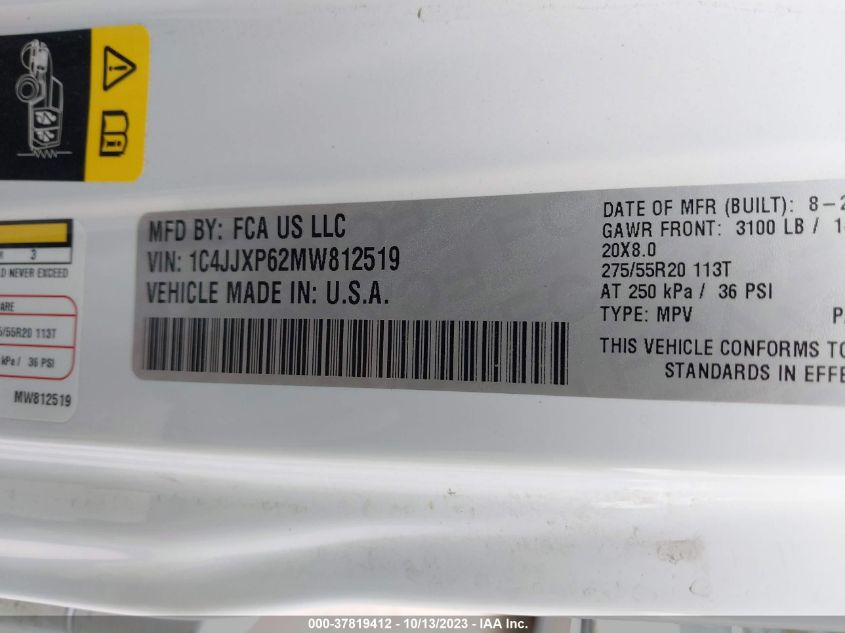 M 3
D NEVER EXCEED
ARE
5/55R20 113T
kPa / 36 PSI
MW812519
MFD BY: FCA US LLC
VIN: 1C4JJXP62MW812519
VEHICLE MADE IN: U.S.A.
DATE OF MFR (BUILT): 8-2
GAWR FRONT: 3100 LB /
20X8.0
275/55R20 113T
AT 250 kPa / 36 PSI
TYPE: MPV
THIS VEHICLE CONFORMS TO
STANDARDS IN EFFE
000-37819412 - 10/13/2023 - IAA Inc.